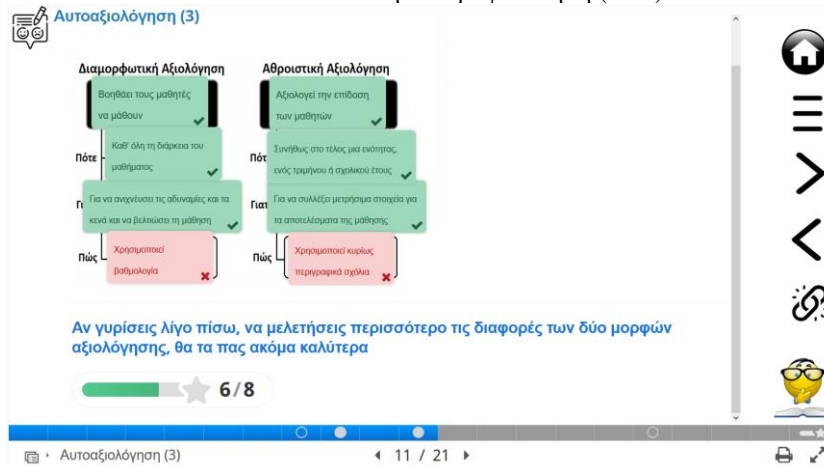 Αυτοαξιολόγηση (3)
Διαμορφωτική Αξιολόγηση
Αθροιστική Αξιολόγηση
Βοηθάει τους μαθητές
να μάθουν
Αξιολογεί την επίδοση
των μαθητών
Πότε
Καθ' όλη τη διάρκεια του
μαθήματος
Πότ
Συνήθως στο τέλος μια ενότητας,
ενός τριμήνου ή σχολικού έτους
Γι
Για να ανιχνεύσει τις αδυναμίες και τα
κενά και να βελτιώσει τη μάθηση
Γιατ
Για να συλλέξει μετρήσιμα στοιχεία για
τα αποτελέσματα της μάθησης
Πώς
Χρησιμοποιεί
βαθμολογία
Πώς
Χρησιμοποιεί κυρίως
περιγραφικά σχόλια
Αν γυρίσεις λίγο πίσω, να μελετήσεις περισσότερο τις διαφορές των δύο μορφών
αξιολόγησης, θα τα πας ακόμα καλύτερα
6/8
Αυτοαξιολόγηση (3)
11 / 21